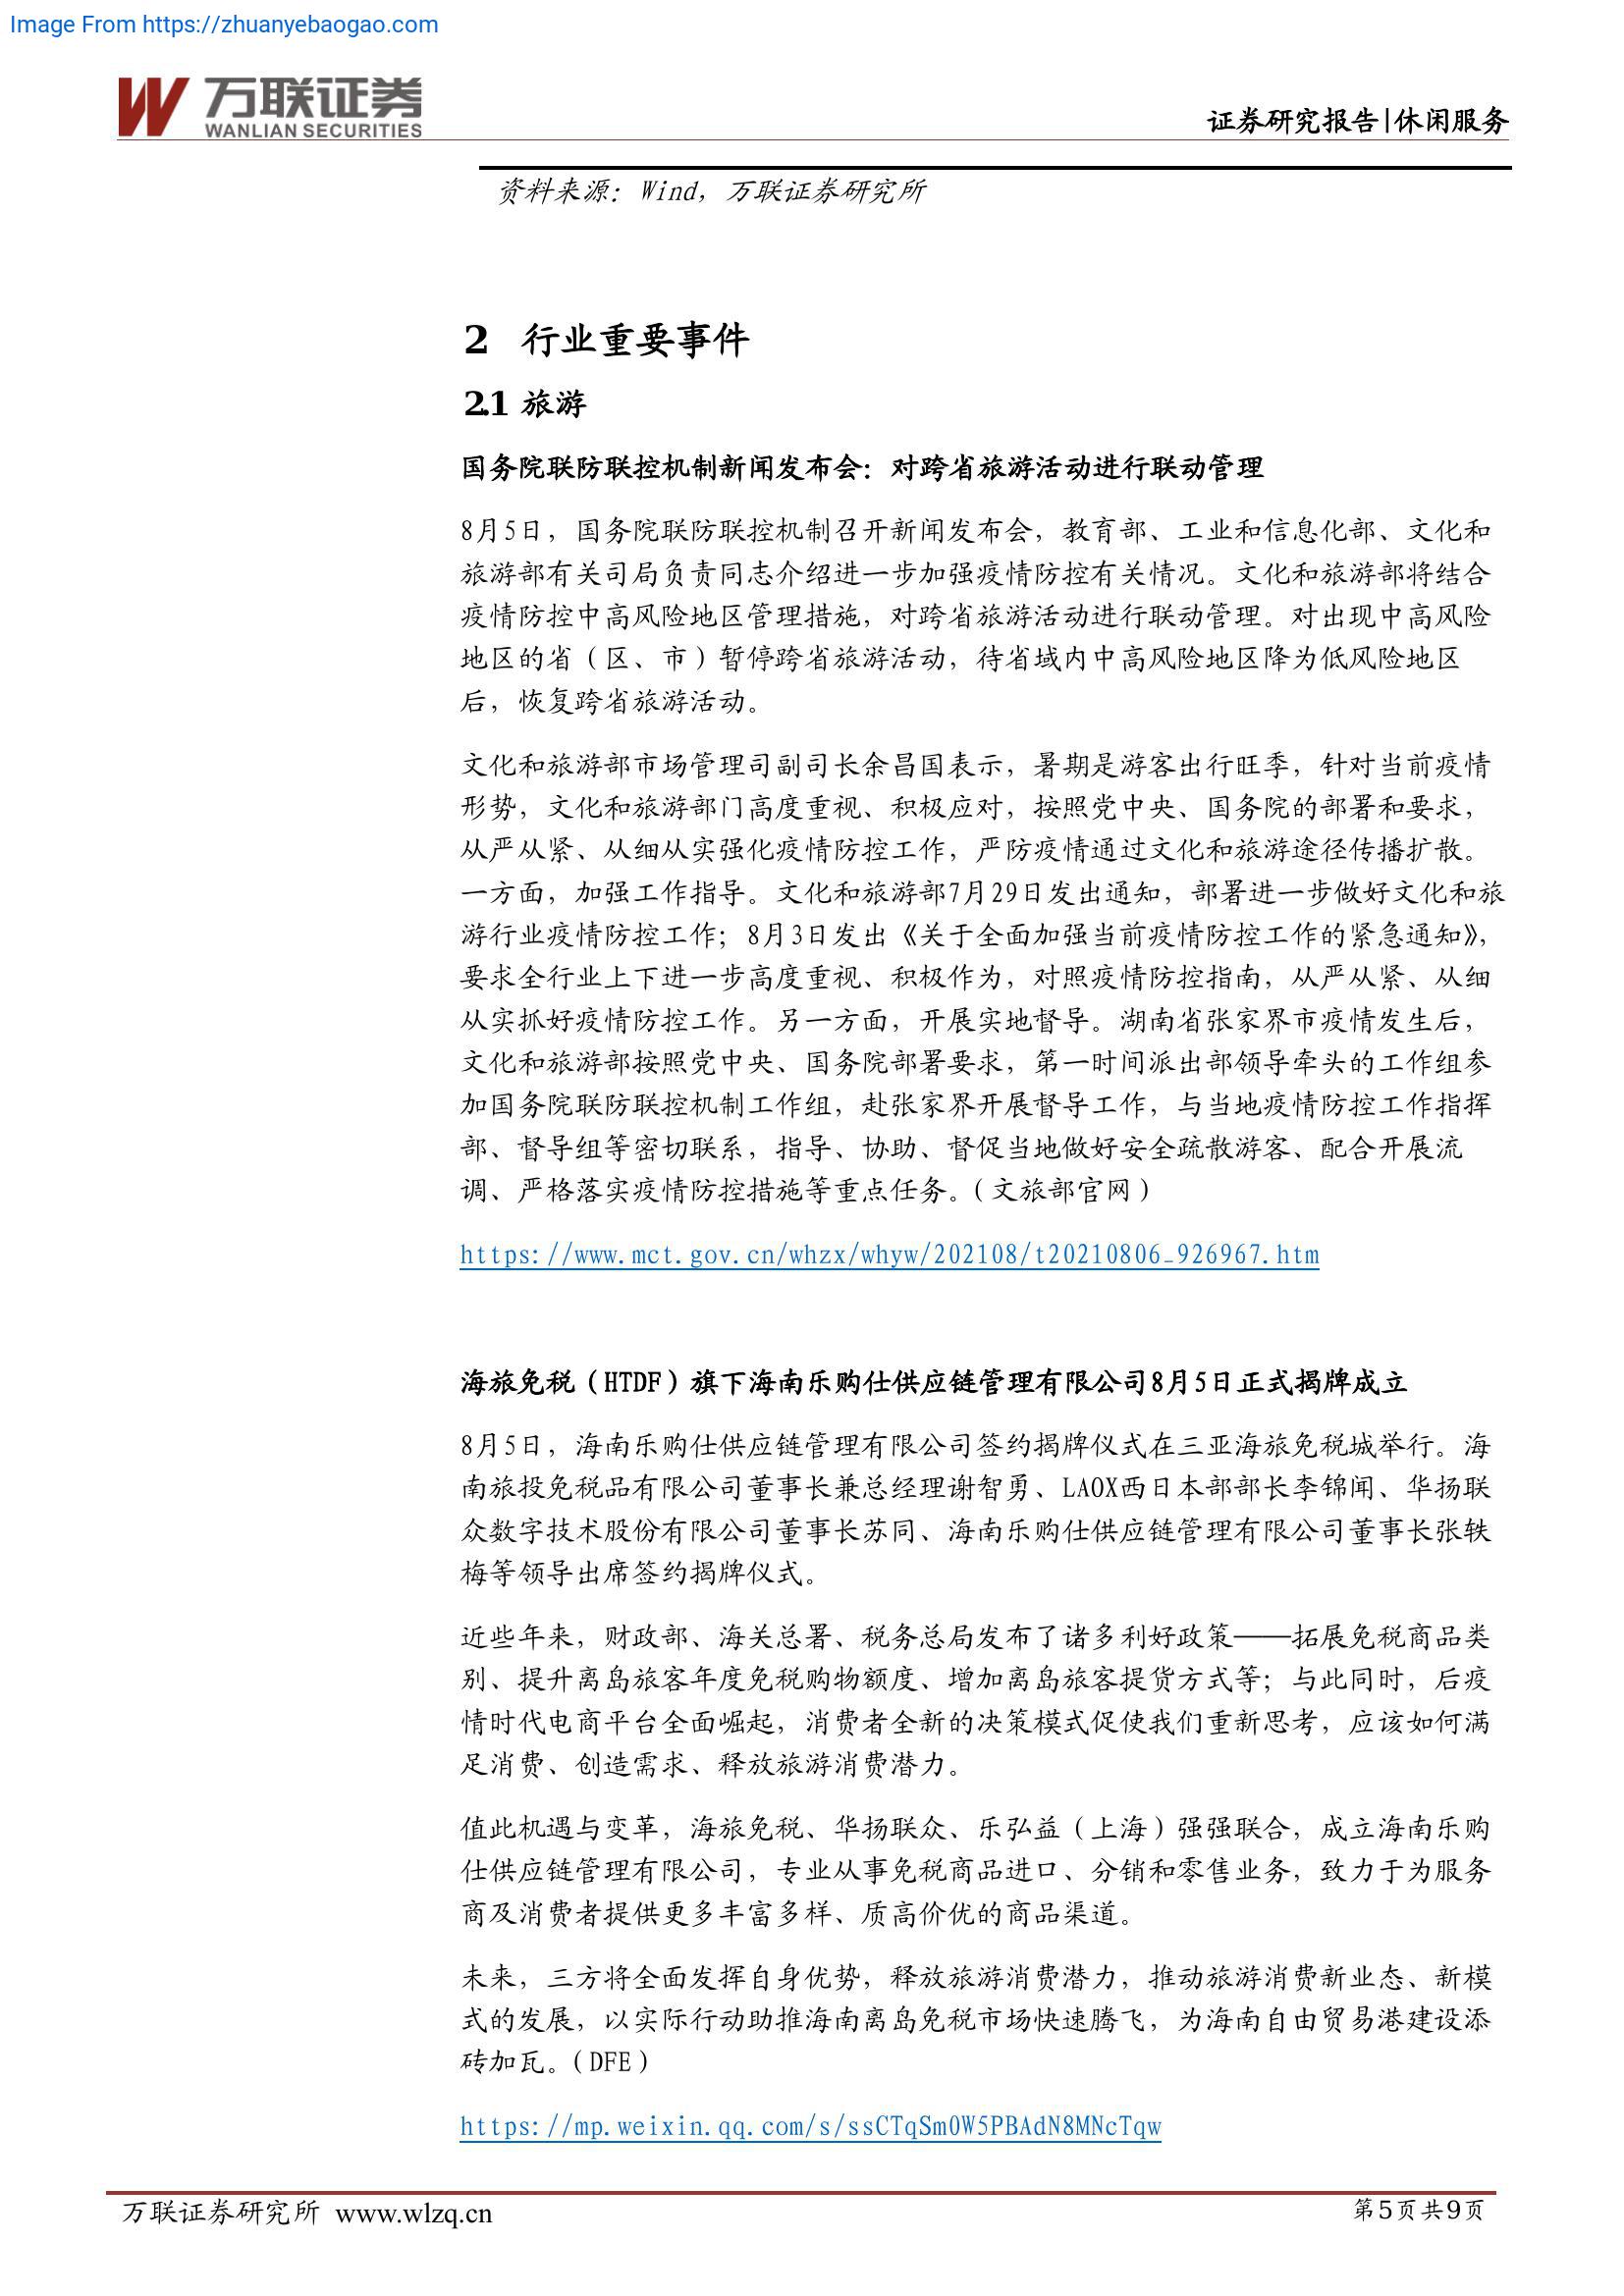 Image From https://zhuanyebaogao.com
万联证券
WANLIAN SECURITIES
证券研究报告|休闲服务
资料来源：Wind，万联证券研究所
2 行业重要事件
2.1 旅游
国务院联防联控机制新闻发布会：对跨省旅游活动进行联动管理
8月5日，国务院联防联控机制召开新闻发布会，教育部、工业和信息化部、文化和
旅游部有关司局负责同志介绍进一步加强疫情防控有关情况。文化和旅游部将结合
疫情防控中高风险地区管理措施，对跨省旅游活动进行联动管理。对出现中高风险
地区的省（区、市）暂停跨省旅游活动，待省域内中高风险地区降为低风险地区
后，恢复跨省旅游活动。
文化和旅游部市场管理司副司长余昌国表示，暑期是游客出行旺季，针对当前疫情
形势，文化和旅游部门高度重视、积极应对，按照党中央、国务院的部署和要求，
从严从紧、从细从实强化疫情防控工作，严防疫情通过文化和旅游途径传播扩散。
一方面，加强工作指导。文化和旅游部7月29日发出通知，部署进一步做好文化和旅
游行业疫情防控工作；8月3日发出《关于全面加强当前疫情防控工作的紧急通知》，
要求全行业上下进一步高度重视、积极作为，对照疫情防控指南，从严从紧、从细
从实抓好疫情防控工作。另一方面，开展实地督导。湖南省张家界市疫情发生后，
文化和旅游部按照党中央、国务院部署要求，第一时间派出部领导牵头的工作组参
加国务院联防联控机制工作组，赴张家界开展督导工作，与当地疫情防控工作指挥
部、督导组等密切联系，指导、协助、督促当地做好安全疏散游客、配合开展流
调、严格落实疫情防控措施等重点任务。（文旅部官网）
https://www.mct.gov.cn/whzx/whyw/202108/t20210806_926967.htm
海旅免税（HTDF）旗下海南乐购仕供应链管理有限公司8月5日正式揭牌成立
8月5日，海南乐购仕供应链管理有限公司签约揭牌仪式在三亚海旅免税城举行。海
南旅投免税品有限公司董事长兼总经理谢智勇、LAOX西日本部部长李锦闻、华扬联
众数字技术股份有限公司董事长苏同、海南乐购仕供应链管理有限公司董事长张轶
梅等领导出席签约揭牌仪式。
近些年来，财政部、海关总署、税务总局发布了诸多利好政策——拓展免税商品类
别、提升离岛旅客年度免税购物额度、增加离岛旅客提货方式等；与此同时，后疫
情时代电商平台全面崛起，消费者全新的决策模式促使我们重新思考，应该如何满
足消费、创造需求、释放旅游消费潜力。
值此机遇与变革，海旅免税、华扬联众、乐弘益（上海）强强联合，成立海南乐购
仕供应链管理有限公司，专业从事免税商品进口、分销和零售业务，致力于为服务
商及消费者提供更多丰富多样、质高价优的商品渠道。
未来，三方将全面发挥自身优势，释放旅游消费潜力，推动旅游消费新业态、新模
式的发展，以实际行动助推海南离岛免税市场快速腾飞，为海南自由贸易港建设添
砖加瓦。（DFE）
https://mp.weixin.qq.com/s/ssCTqSm0W5PBAdN8MNcTqw
万联证券研究所 www.wlzq.cn
第5页共9页